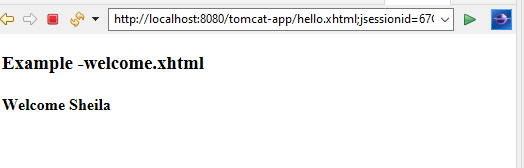 http://localhost:8080/tomcat-app/hello.xhtml;jsessionid=67
Example -welcome.xhtml
Welcome Sheila